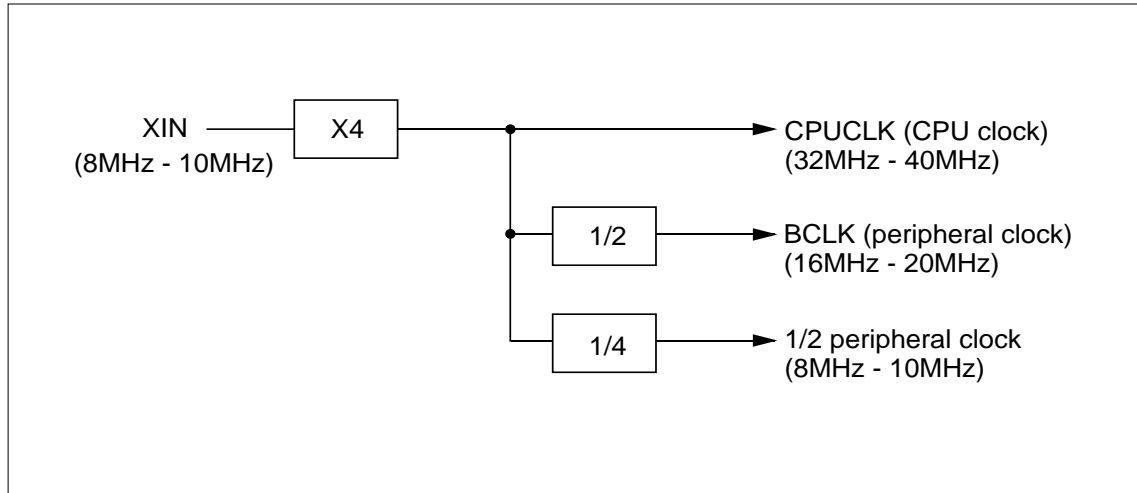 XIN
(8MHz - 10MHz)
X4
CPUCLK (CPU clock)
(32MHz - 40MHz)
1/2
BCLK (peripheral clock)
(16MHz - 20MHz)
1/4
1/2 peripheral clock
(8MHz - 10MHz)